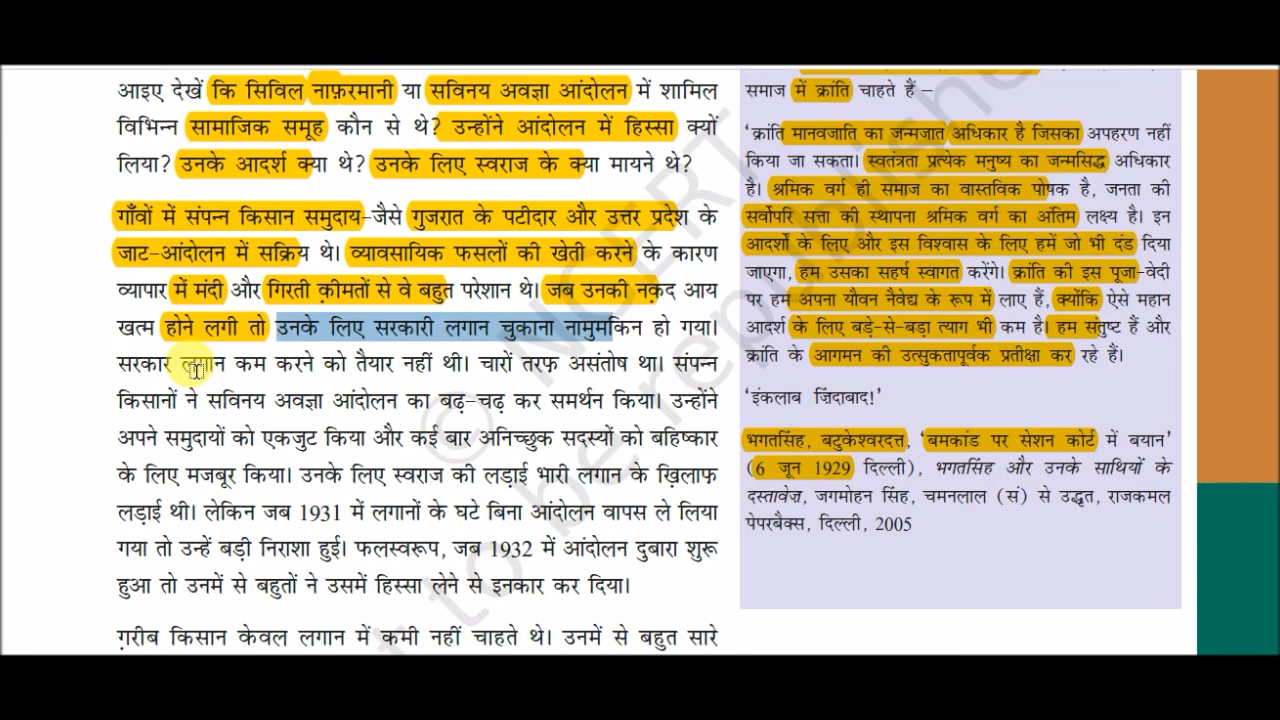 आइए देखें कि सिविल नाफ़रमानी या सविनय अवज्ञा आंदोलन में शामिल
विभिन्न सामाजिक समूह कौन से थे? उन्होंने आंदोलन में हिस्सा क्यों
लिया? उनके आदर्श क्या थे? उनके लिए स्वराज के क्या मायने थे?
गाँवों में संपन्न किसान समुदाय-जैसे गुजरात के पटीदार और उत्तर प्रदेश के
जाट-आंदोलन में सक्रिय थे। व्यावसायिक फसलों की खेती करने के कारण
व्यापार में मंदी और गिरती क़ीमतों से वे बहुत परेशान थे। जब उनकी नक़द आय
खत्म होने लगी तो उनके लिए सरकारी लगान चुकाना नामुमकिन हो गया।
सरकार लगान कम करने को तैयार नहीं थी। चारों तरफ़ असंतोष था। संपन्न
किसानों ने सविनय अवज्ञा आंदोलन का बढ़-चढ़ कर समर्थन किया। उन्होंने
अपने समुदायों को एकजुट किया और कई बार अनिच्छुक सदस्यों को बहिष्कार
के लिए मजबूर किया। उनके लिए स्वराज की लड़ाई भारी लगान के ख़िलाफ़
लड़ाई थी। लेकिन जब 1931 में लगानों के घटे बिना आंदोलन वापस ले लिया
गया तो उन्हें बड़ी निराशा हुई। फलस्वरूप, जब 1932 में आंदोलन दुबारा शुरू
हुआ तो उनमें से बहुतों ने उसमें हिस्सा लेने से इनकार कर दिया।
ग़रीब किसान केवल लगान में कमी नहीं चाहते थे। उनमें से बहुत सारे
समाज में क्रांति चाहते हैं –
'क्रांति मानवजाति का जन्मजात अधिकार है जिसका अपहरण नहीं
किया जा सकता। स्वतंत्रता प्रत्येक मनुष्य का जन्मसिद्ध अधिकार
है। श्रमिक वर्ग ही समाज का वास्तविक पोषक है, जनता की
सर्वोपरि सत्ता की स्थापना श्रमिक वर्ग का अंतिम लक्ष्य है। इन
आदर्शों के लिए और इस विश्वास के लिए हमें जो भी दंड दिया
जाएगा, हम उसका सहर्ष स्वागत करेंगे। क्रांति की इस पूजा-वेदी
पर हम अपना यौवन नैवेद्य के रूप में लाए हैं, क्योंकि ऐसे महान
आदर्श के लिए बड़े-से-बड़ा त्याग भी कम है। हम संतुष्ट हैं और
क्रांति के आगमन की उत्सुकतापूर्वक प्रतीक्षा कर रहे हैं।
'इंकलाब ज़िंदाबाद!'
भगतसिंह, बटुकेश्वरदत्त, 'बमकांड पर सेशन कोर्ट में बयान'
(6 जून 1929 दिल्ली), भगतसिंह और उनके साथियों के
दस्तावेज़, जगमोहन सिंह, चमनलाल (सं) से उद्धृत, राजकमल
पेपरबैक्स, दिल्ली, 2005
© NCERT
to be republishe